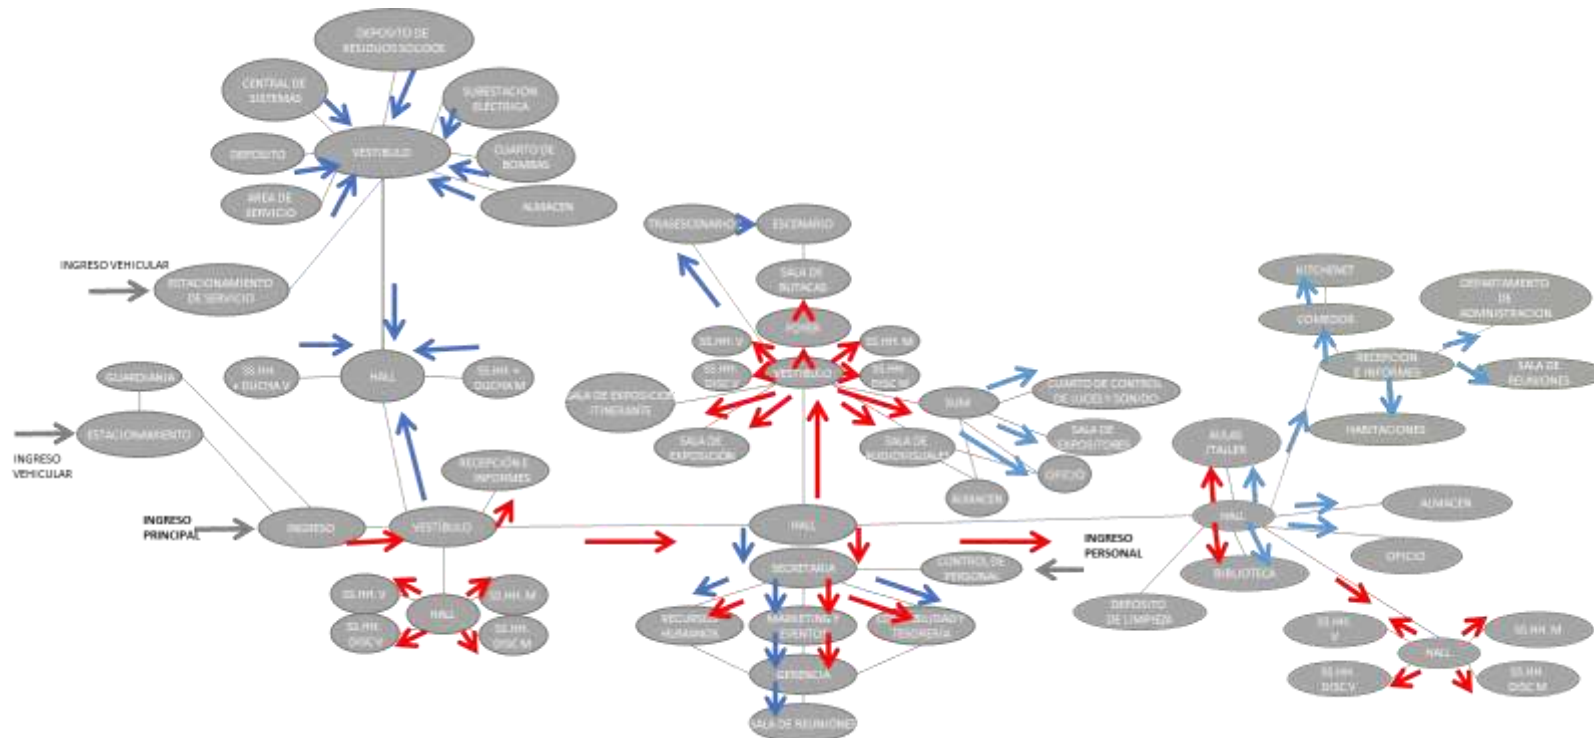 DEPOSITO DE
RESIDUOS SOLIDOS
CENTRAL DE
SISTEMAS
SUBESTACION
ELECTRICA
VESTIBULO
DEPOSITO
CUARTO DE
BOMBAS
AREA DE
SERVICIO
ALMACEN
TRASESCENARIO
ESCENARIO
INGRESO VEHICULAR
ESTACIONAMIENTO
DE SERVICIO
SALA DE
BUTACAS
KITCHENET
DEPARTAMENTO
DE
ADMINISTRACION
COMEDOR
FOYER
SS.HH. V
SS.HH. M
RECEPCION
E INFORMES
SALA DE
REUNIONES
GUARDIANIA
SS.HH.
+ DUCHA V
HALL
SS.HH. +
DUCHA M
SS.HH.
DISC V
VESTIBULO
SS.HH.
DISC M
SALA DE EXPOSICION
ITINERANTE
SUM
CUARTO DE CONTROL
DE LUCES Y SONIDO
HABITACIONES
ESTACIONAMIENTO
INGRESO
VEHICULAR
SALA DE
EXPOSICIÓN
SALA DE
AUDIOVISUALES
SALA DE
EXPOSITORES
AULAS
/TALLER
RECEPCIÓN E
INFORMES
OFICIO
ALMACEN
ALMACEN
INGRESO
PRINCIPAL
INGRESO
VESTÍBULO
HALL
HALL
INGRESO
PERSONAL
OFICIO
SECRETARIA
CONTROL DE
PERSONAL
BIBLIOTECA
SS.HH. V
SS.HH. M
HALL
SS.HH.
DISC V
SS.HH.
DISC M
RECURSOS
HUMANOS
MARKETING Y
EVENTOS
TESORERÍA
DEPOSITO
DE LIMPIEZA
SS.HH.
V
SS.HH. M
HALL
GERENCIA
SS.HH.
DISC V
SS.HH.
DISC M
SALA DE REUNIONES